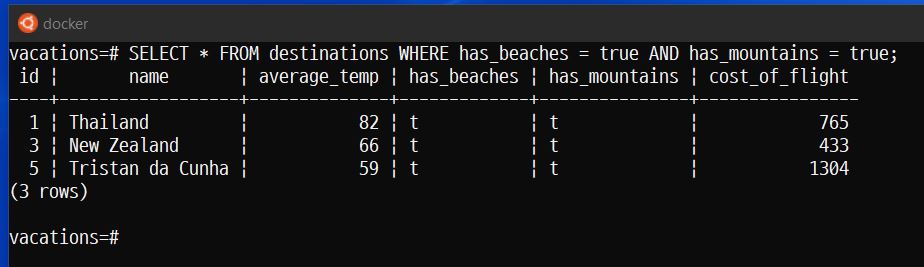 docker
vacations=# SELECT * FROM destinations WHERE has_beaches = true AND has_mountains = true;
 id ¦       name        ¦ average_temp ¦ has_beaches ¦ has_mountains ¦ cost_of_flight
----+-------------------+--------------+-------------+---------------+----------------
  1 ¦ Thailand          ¦           82 ¦ t           ¦ t             ¦            765
  3 ¦ New Zealand       ¦           66 ¦ t           ¦ t             ¦            433
  5 ¦ Tristan da Cunha ¦           59 ¦ t           ¦ t             ¦           1304
(3 rows)
vacations=#